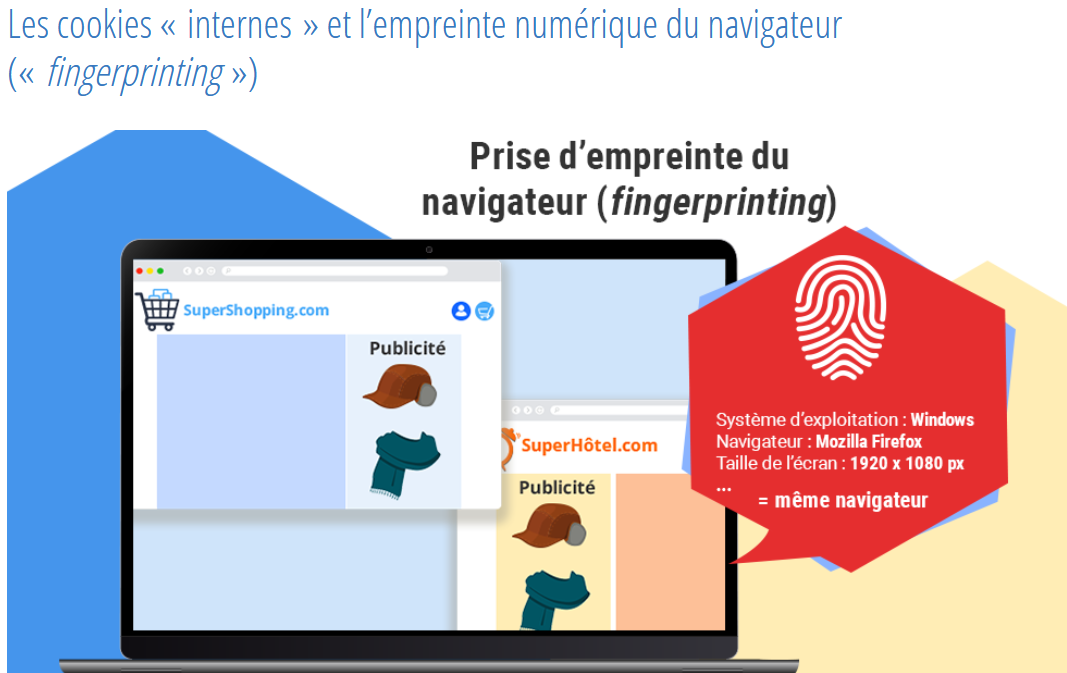 Les cookies « internes » et l’empreinte numérique du navigateur
(« fingerprinting »)
Prise d’empreinte du
navigateur (fingerprinting)
SuperShopping.com
Publicité
SuperHôtel.com
Publicité
Système d’exploitation : Windows
Navigateur : Mozilla Firefox
Taille de l’écran : 1920 x 1080 px
...
= même navigateur